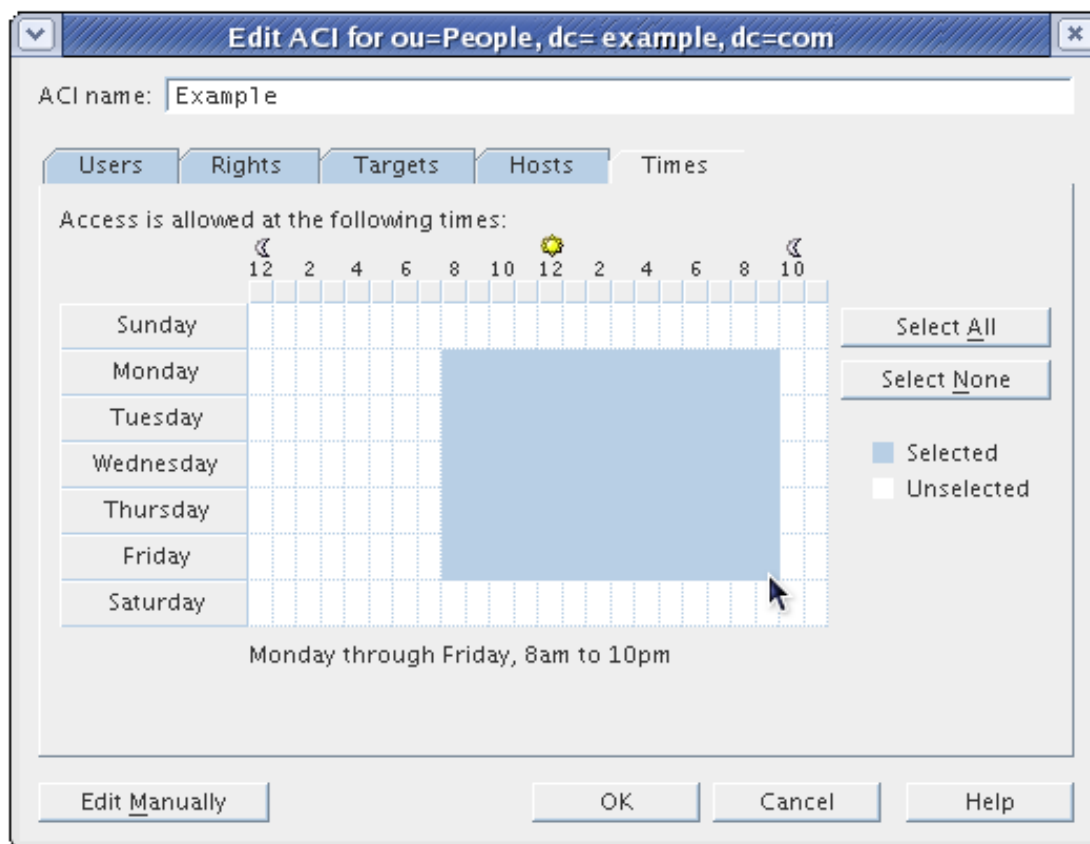 Edit ACI for ou=People, dc= example, dc=com
ACI name: Example
Users Rights Targets Hosts Times
Access is allowed at the following times:
12 2 4 6 8 10 12 2 4 6 8 10
Sunday
Select All
Monday
Select None
Tuesday
Wednesday
Selected
Unselected
Thursday
Friday
Saturday
Monday through Friday, 8am to 10pm
Edit Manually OK Cancel Help